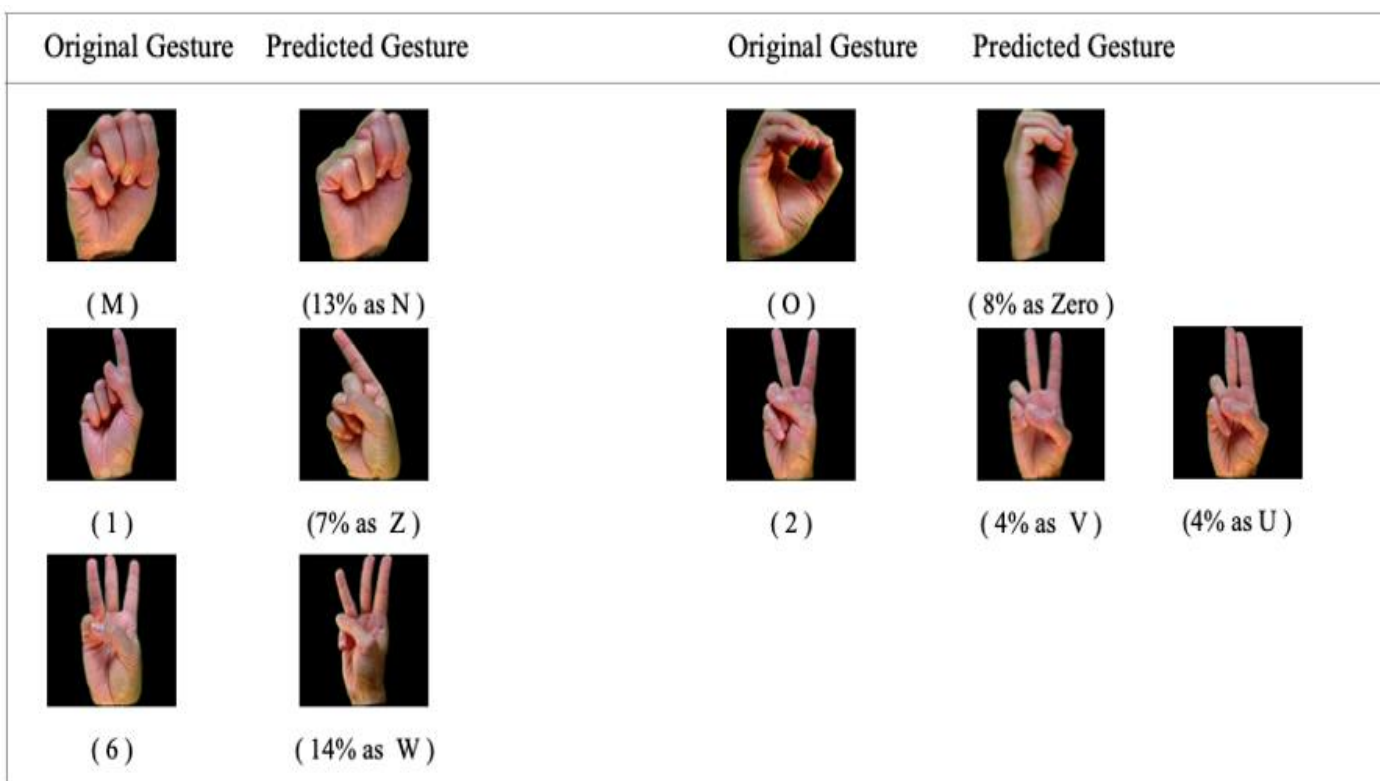 Original Gesture Predicted Gesture Original Gesture Predicted Gesture
( M ) (13% as N ) ( O ) ( 8% as Zero )
( 1 ) (7% as Z ) ( 2 ) ( 4% as V ) (4% as U )
( 6 ) ( 14% as W )